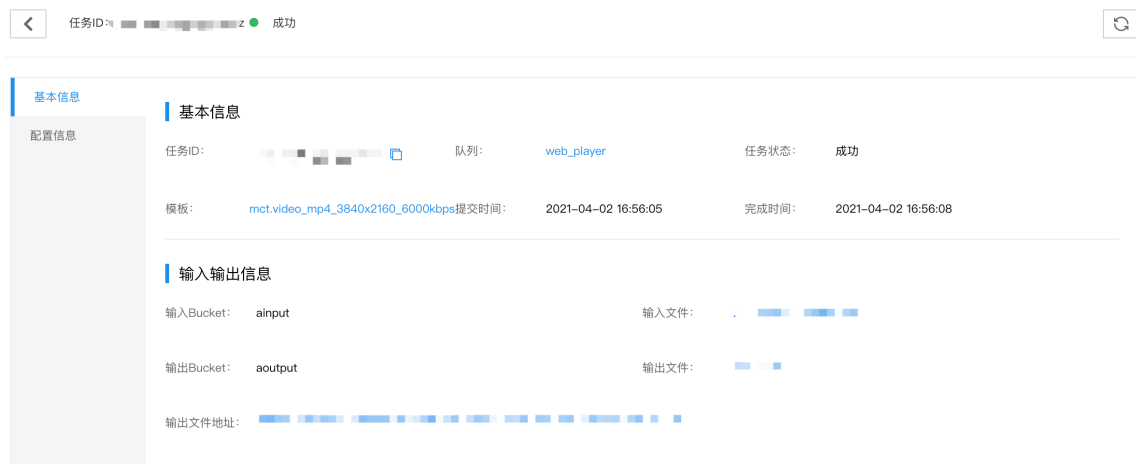 任务ID: z 成功
基本信息
配置信息
基本信息
任务ID: 队列: web_player 任务状态: 成功
模板: mct.video_mp4_3840x2160_6000kbps 提交时间: 2021-04-02 16:56:05 完成时间: 2021-04-02 16:56:08
输入输出信息
输入Bucket: ainput 输入文件:
输出Bucket: aoutput 输出文件:
输出文件地址: